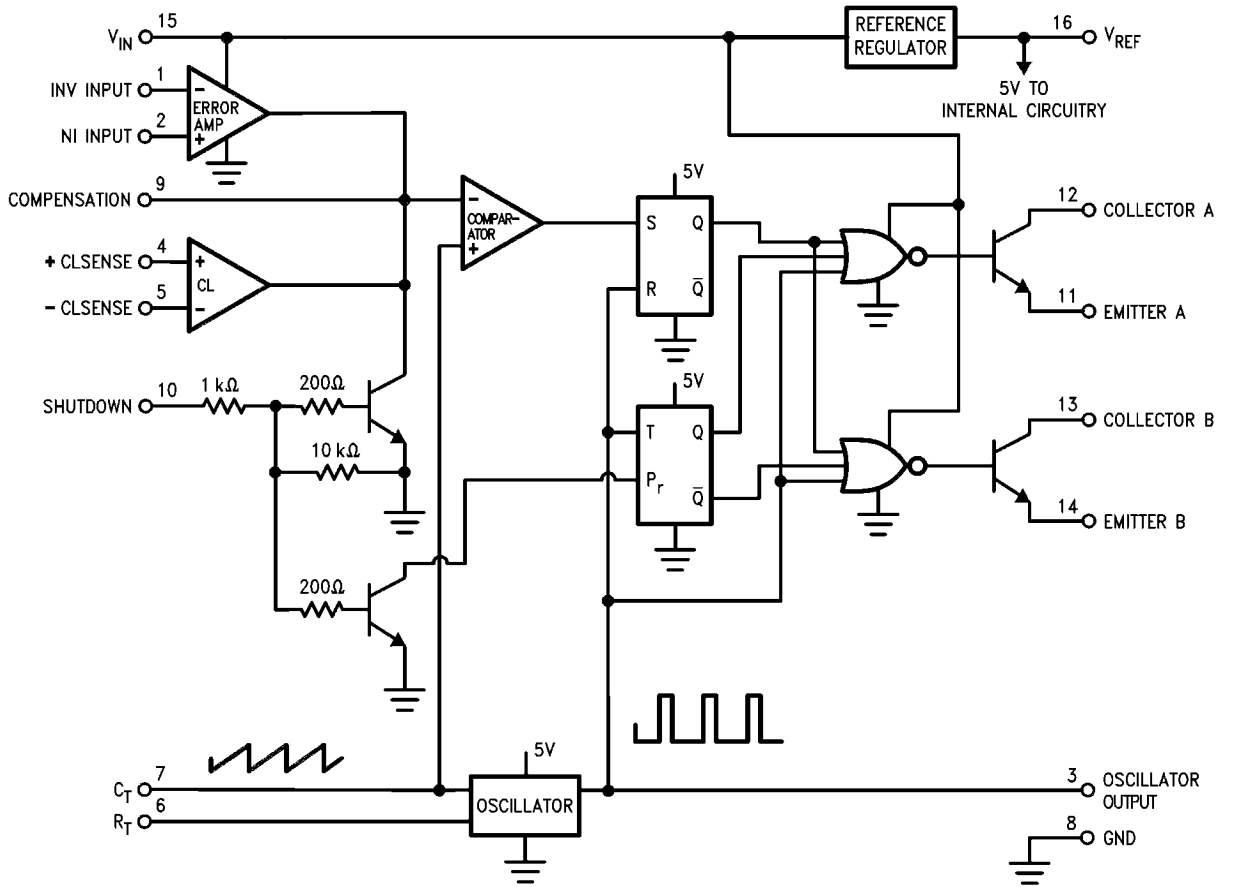 15
V_IN
REFERENCE
REGULATOR
16
V_REF
5V TO
INTERNAL CIRCUITRY
1
INV INPUT
−
ERROR
AMP
2
NI INPUT
+
9
COMPENSATION
−
COMPAR-
ATOR
+
5V
S
Q
R
Q̅
12
COLLECTOR A
11
EMITTER A
4
+ CLSENSE
+
CL
5
− CLSENSE
−
10
SHUTDOWN
1 kΩ
200Ω
10 kΩ
200Ω
5V
T
Q
P_r
Q̅
13
COLLECTOR B
14
EMITTER B
7
C_T
6
R_T
5V
OSCILLATOR
3
OSCILLATOR
OUTPUT
8
GND